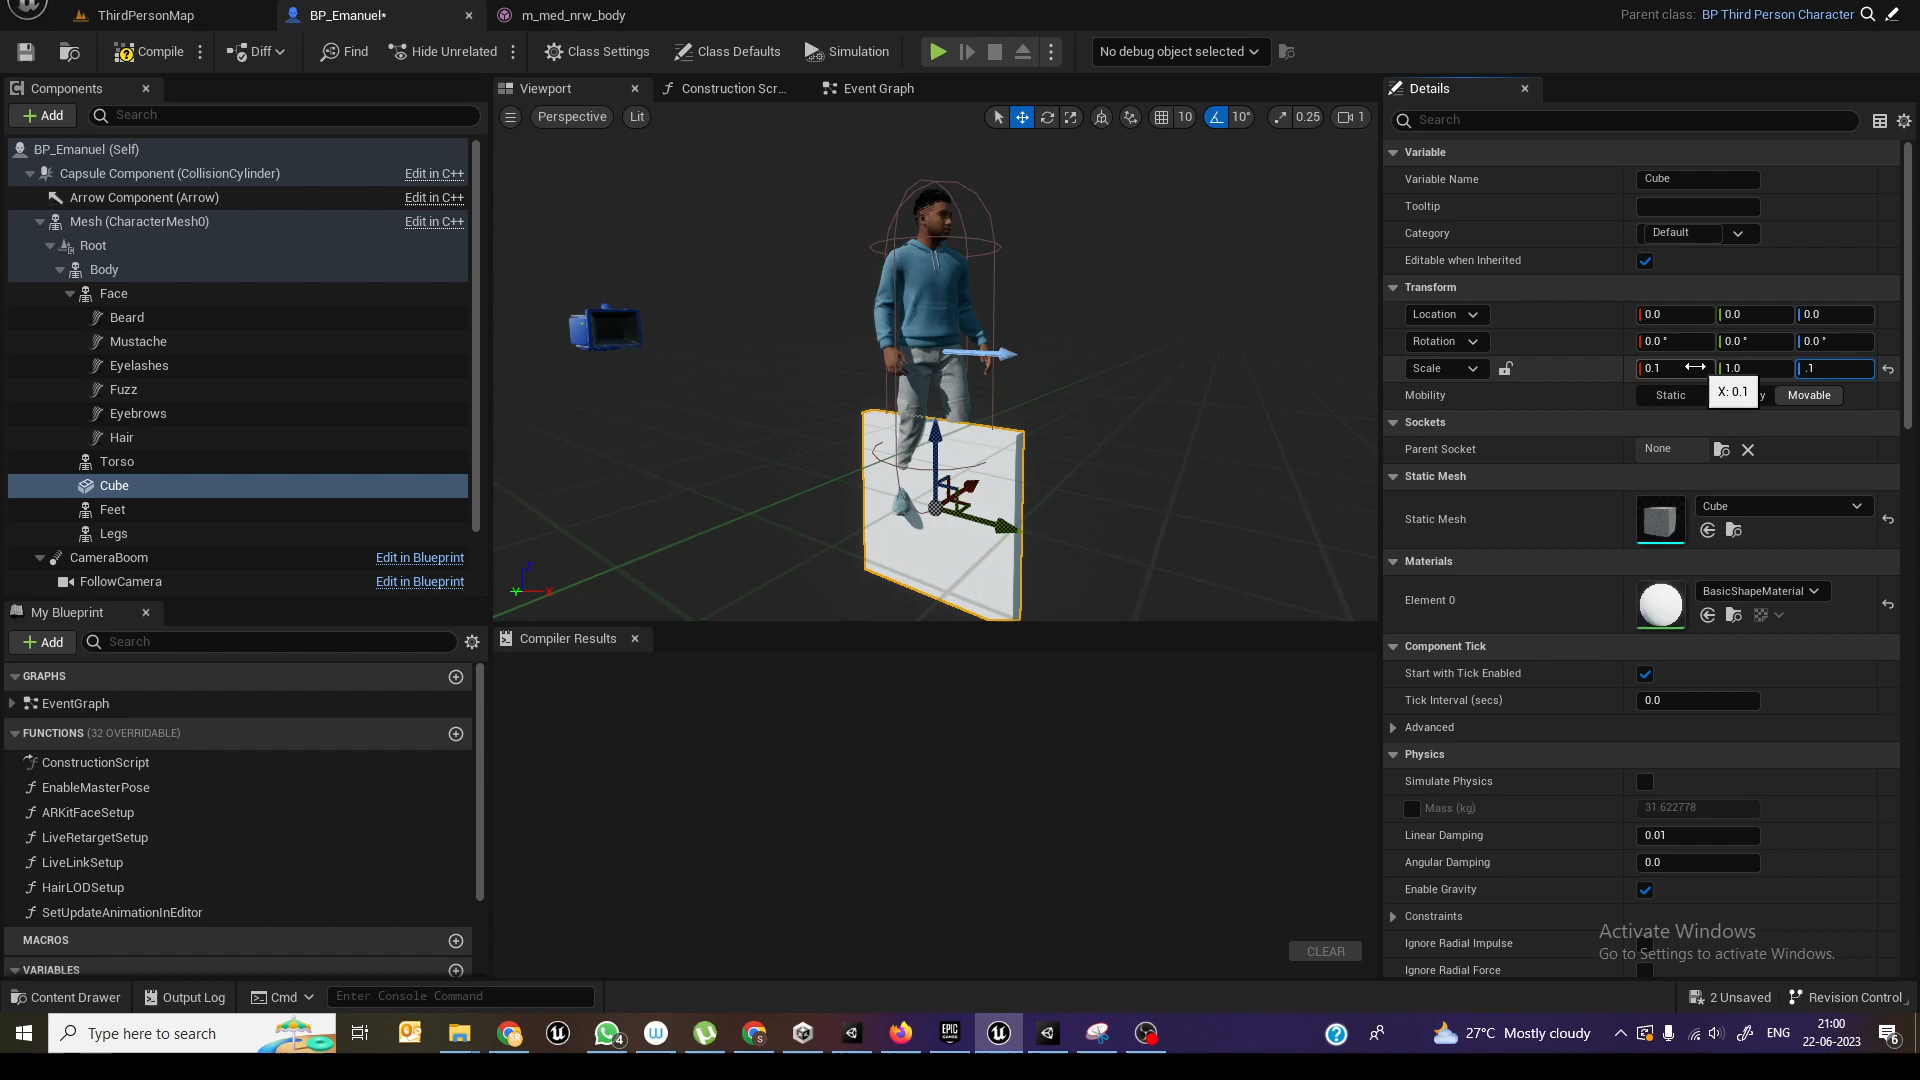 ThirdPersonMap
BP_Emanuel*
m_med_nrw_body
Parent class: BP Third Person Character
Compile
Diff
Find
Hide Unrelated
Class Settings
Class Defaults
Simulation
No debug object selected
Components
Add
Search
BP_Emanuel (Self)
Capsule Component (CollisionCylinder) Edit in C++
Arrow Component (Arrow) Edit in C++
Mesh (CharacterMesh0) Edit in C++
Root
Body
Face
Beard
Mustache
Eyelashes
Fuzz
Eyebrows
Hair
Torso
Cube
Feet
Legs
CameraBoom Edit in Blueprint
FollowCamera Edit in Blueprint
My Blueprint
Add
Search
GRAPHS
EventGraph
FUNCTIONS (32 OVERRIDABLE)
ConstructionScript
EnableMasterPose
ARKitFaceSetup
LiveRetargetSetup
LiveLinkSetup
HairLODSetup
SetUpdateAnimationInEditor
MACROS
VARIABLES
Viewport
Construction Scr...
Event Graph
Perspective
Lit
10
10°
0.25
1
Z
Y
X
Compiler Results
CLEAR
Details
Search
Variable
Variable Name Cube
Tooltip
Category Default
Editable when Inherited
Transform
Location 0.0 0.0 0.0
Rotation 0.0 ° 0.0 ° 0.0 °
Scale 0.1 1.0 .1
Mobility Static y Movable
X: 0.1
Sockets
Parent Socket None
Static Mesh
Static Mesh Cube
Materials
Element 0 BasicShapeMaterial
Component Tick
Start with Tick Enabled
Tick Interval (secs) 0.0
Advanced
Physics
Simulate Physics
Mass (kg) 31.622778
Linear Damping 0.01
Angular Damping 0.0
Enable Gravity
Constraints
Ignore Radial Impulse
Ignore Radial Force
Activate Windows
Go to Settings to activate Windows.
Content Drawer
Output Log
Cmd
Enter Console Command
2 Unsaved
Revision Control
Type here to search
4
27°C Mostly cloudy
ENG
21:00
22-06-2023
6